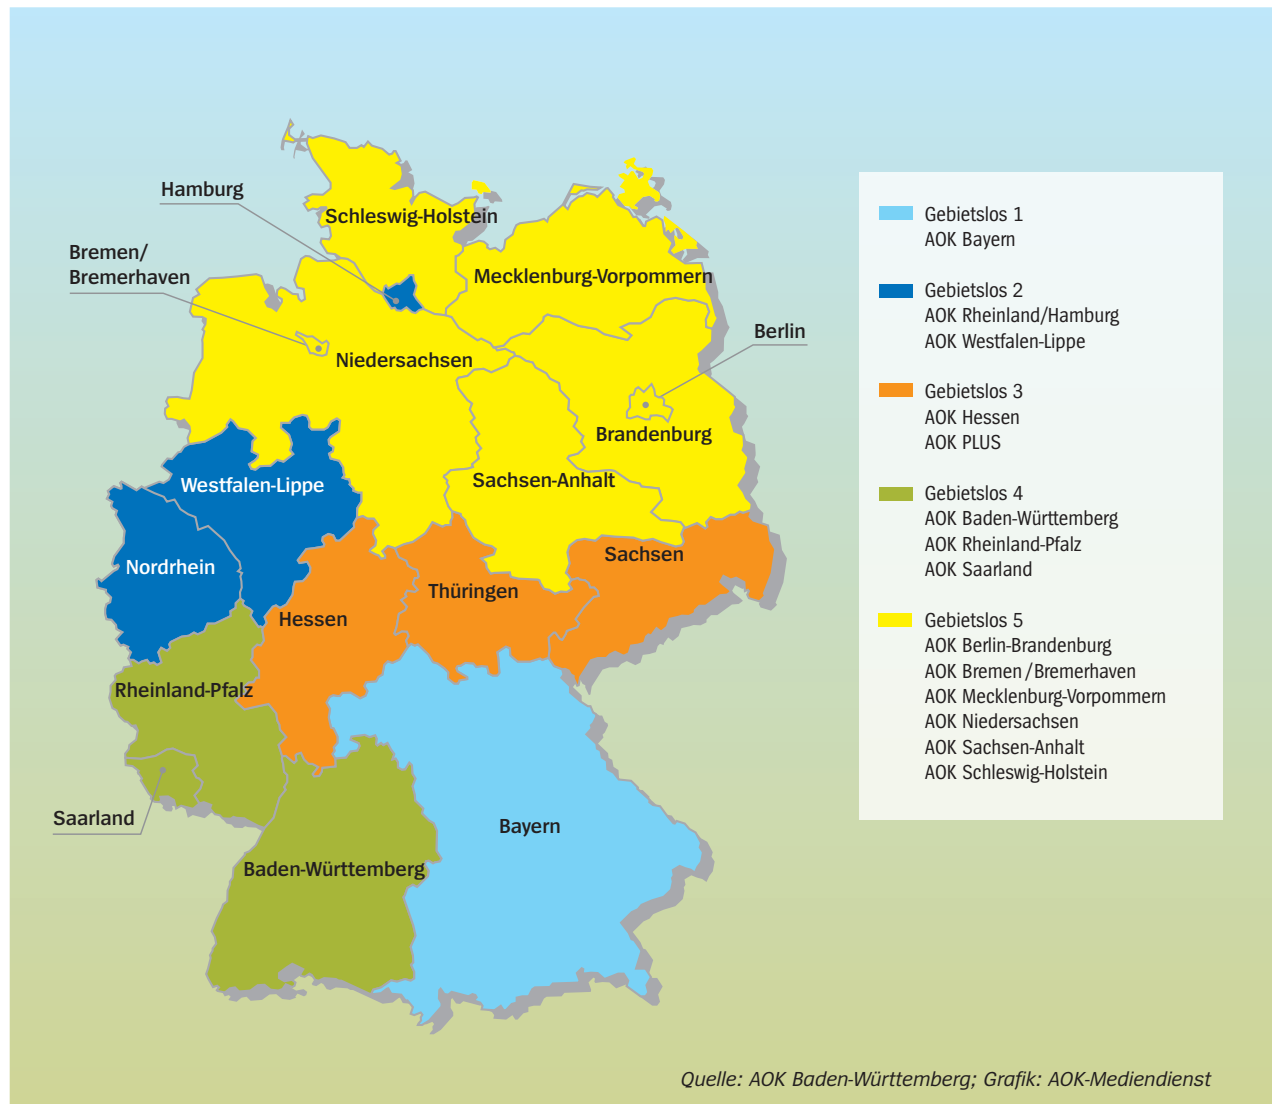 Hamburg
Schleswig-Holstein
Bremen/
Bremerhaven
Mecklenburg-Vorpommern
Berlin
Niedersachsen
Brandenburg
Westfalen-Lippe
Sachsen-Anhalt
Sachsen
Nordrhein
Thüringen
Hessen
Rheinland-Pfalz
Saarland
Bayern
Baden-Württemberg
Gebietslos 1
AOK Bayern
Gebietslos 2
AOK Rheinland/Hamburg
AOK Westfalen-Lippe
Gebietslos 3
AOK Hessen
AOK PLUS
Gebietslos 4
AOK Baden-Württemberg
AOK Rheinland-Pfalz
AOK Saarland
Gebietslos 5
AOK Berlin-Brandenburg
AOK Bremen/Bremerhaven
AOK Mecklenburg-Vorpommern
AOK Niedersachsen
AOK Sachsen-Anhalt
AOK Schleswig-Holstein
Quelle: AOK Baden-Württemberg; Grafik: AOK-Mediendienst